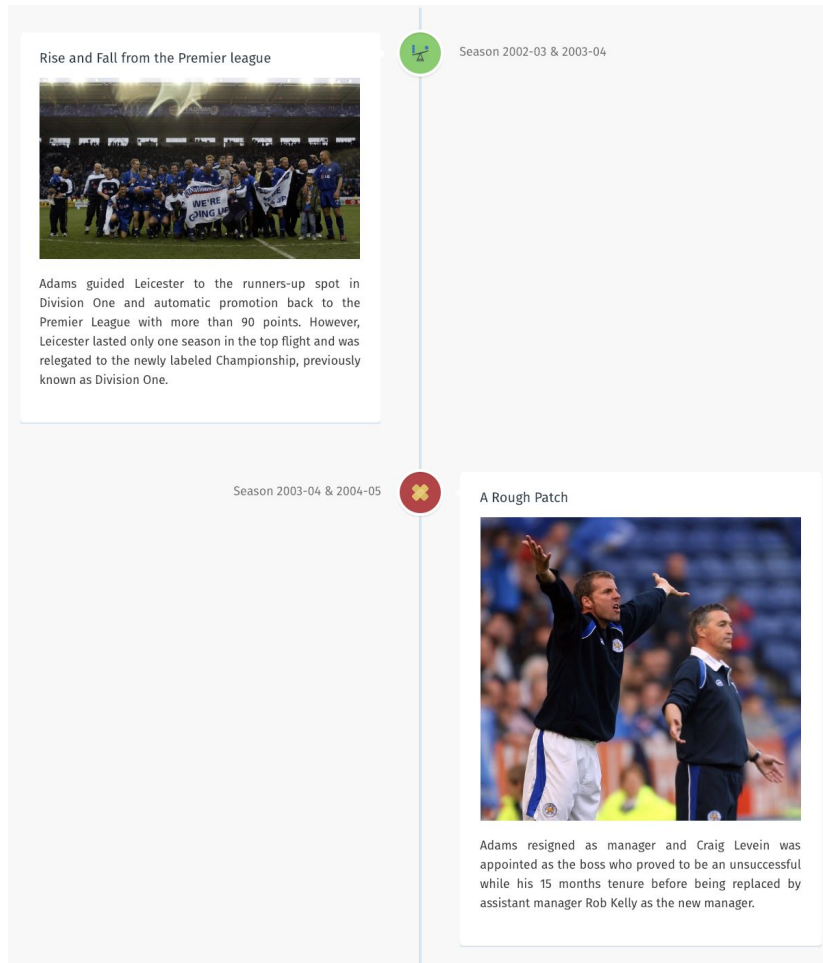 Rise and Fall from the Premier league
Season 2002-03 & 2003-04
WE'RE
GOING UP
Adams guided Leicester to the runners-up spot in
Division One and automatic promotion back to the
Premier League with more than 90 points. However,
Leicester lasted only one season in the top flight and was
relegated to the newly labeled Championship, previously
known as Division One.
Season 2003-04 & 2004-05
A Rough Patch
Adams resigned as manager and Craig Levein was
appointed as the boss who proved to be an unsuccessful
while his 15 months tenure before being replaced by
assistant manager Rob Kelly as the new manager.